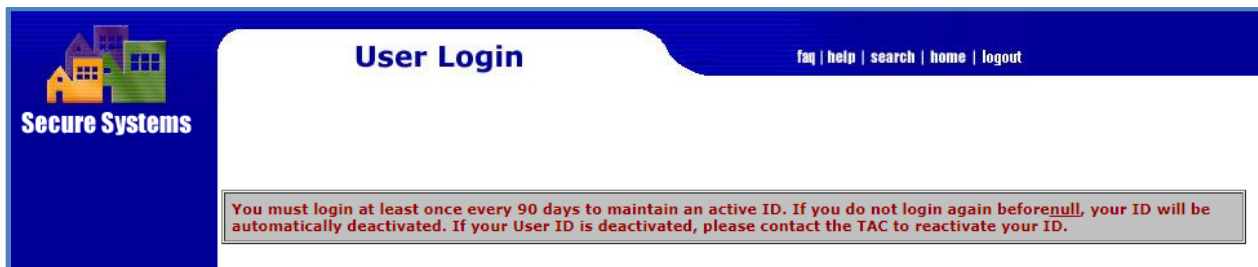 User Login
faq | help | search | home | logout
Secure Systems
You must login at least once every 90 days to maintain an active ID. If you do not login again beforenull, your ID will be
automatically deactivated. If your User ID is deactivated, please contact the TAC to reactivate your ID.